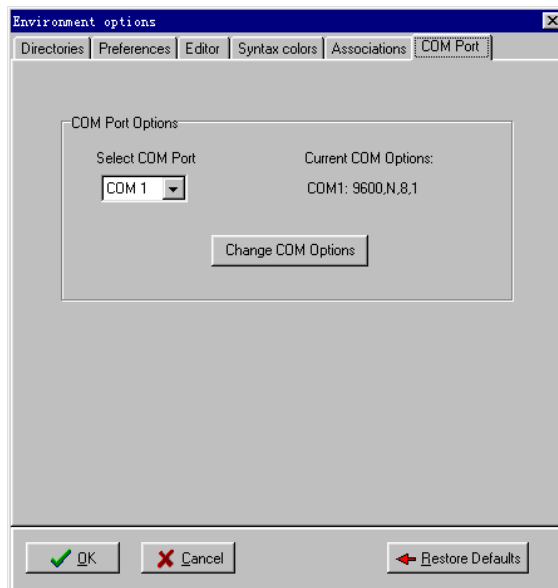 Environment options
Directories Preferences Editor Syntax colors Associations COM Port
COM Port Options
Select COM Port Current COM Options:
COM 1 COM1: 9600,N,8,1
Change COM Options
OK Cancel Restore Defaults